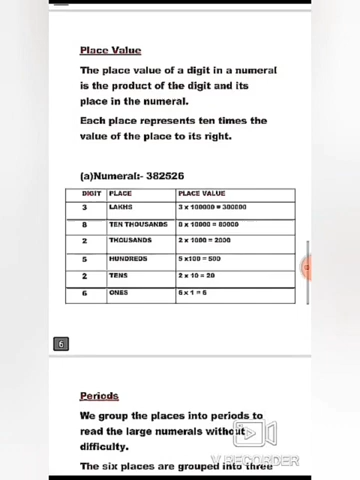 Place Value
The place value of a digit in a numeral
is the product of the digit and its
place in the numeral.
Each place represents ten times the
value of the place to its right.
(a)Numeral:- 382526
DIGIT PLACE PLACE VALUE
3 LAKHS 3 x 100000 = 300000
8 TEN THOUSANDS 8 x 10000 = 80000
2 THOUSANDS 2 x 1000 = 2000
5 HUNDREDS 5 x100 = 500
2 TENS 2 x 10 = 20
6 ONES 6 x 1 = 6
6
Periods
We group the places into periods to
read the large numerals without
difficulty.
The six places are grouped into three
V RECORDER